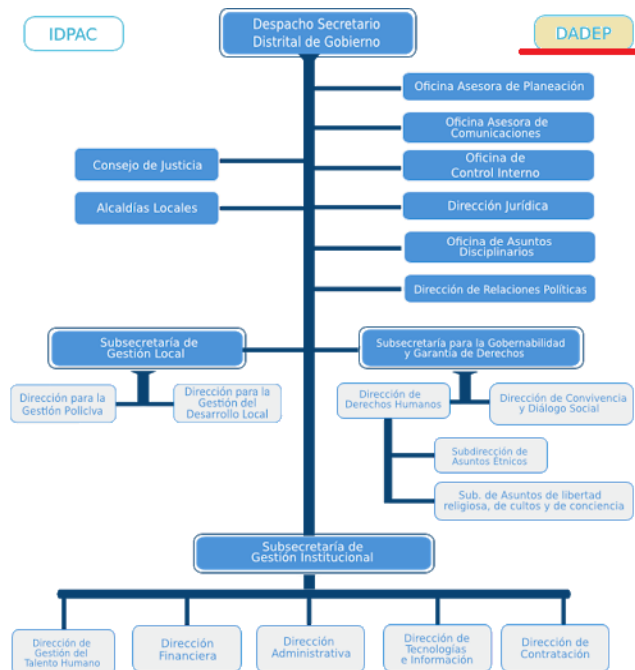 IDPAC
Despacho Secretario
Distrital de Gobierno
DADEP
Oficina Asesora de Planeación
Oficina Asesora de
Comunicaciones
Consejo de Justicia
Oficina de
Control Interno
Alcaldías Locales
Dirección Jurídica
Oficina de Asuntos
Disciplinarios
Dirección de Relaciones Políticas
Subsecretaría de
Gestión Local
Subsecretaría para la Gobernabilidad
y Garantía de Derechos
Dirección para la
Gestión Policiva
Dirección para la
Gestión del
Desarrollo Local
Dirección de
Derechos Humanos
Dirección de Convivencia
y Diálogo Social
Subdirección de
Asuntos Étnicos
Sub. de Asuntos de libertad
religiosa, de cultos y de conciencia
Subsecretaría de
Gestión Institucional
Dirección de
Gestión del
Talento Humano
Dirección
Financiera
Dirección
Administrativa
Dirección de
Tecnologías
e Información
Dirección de
Contratación